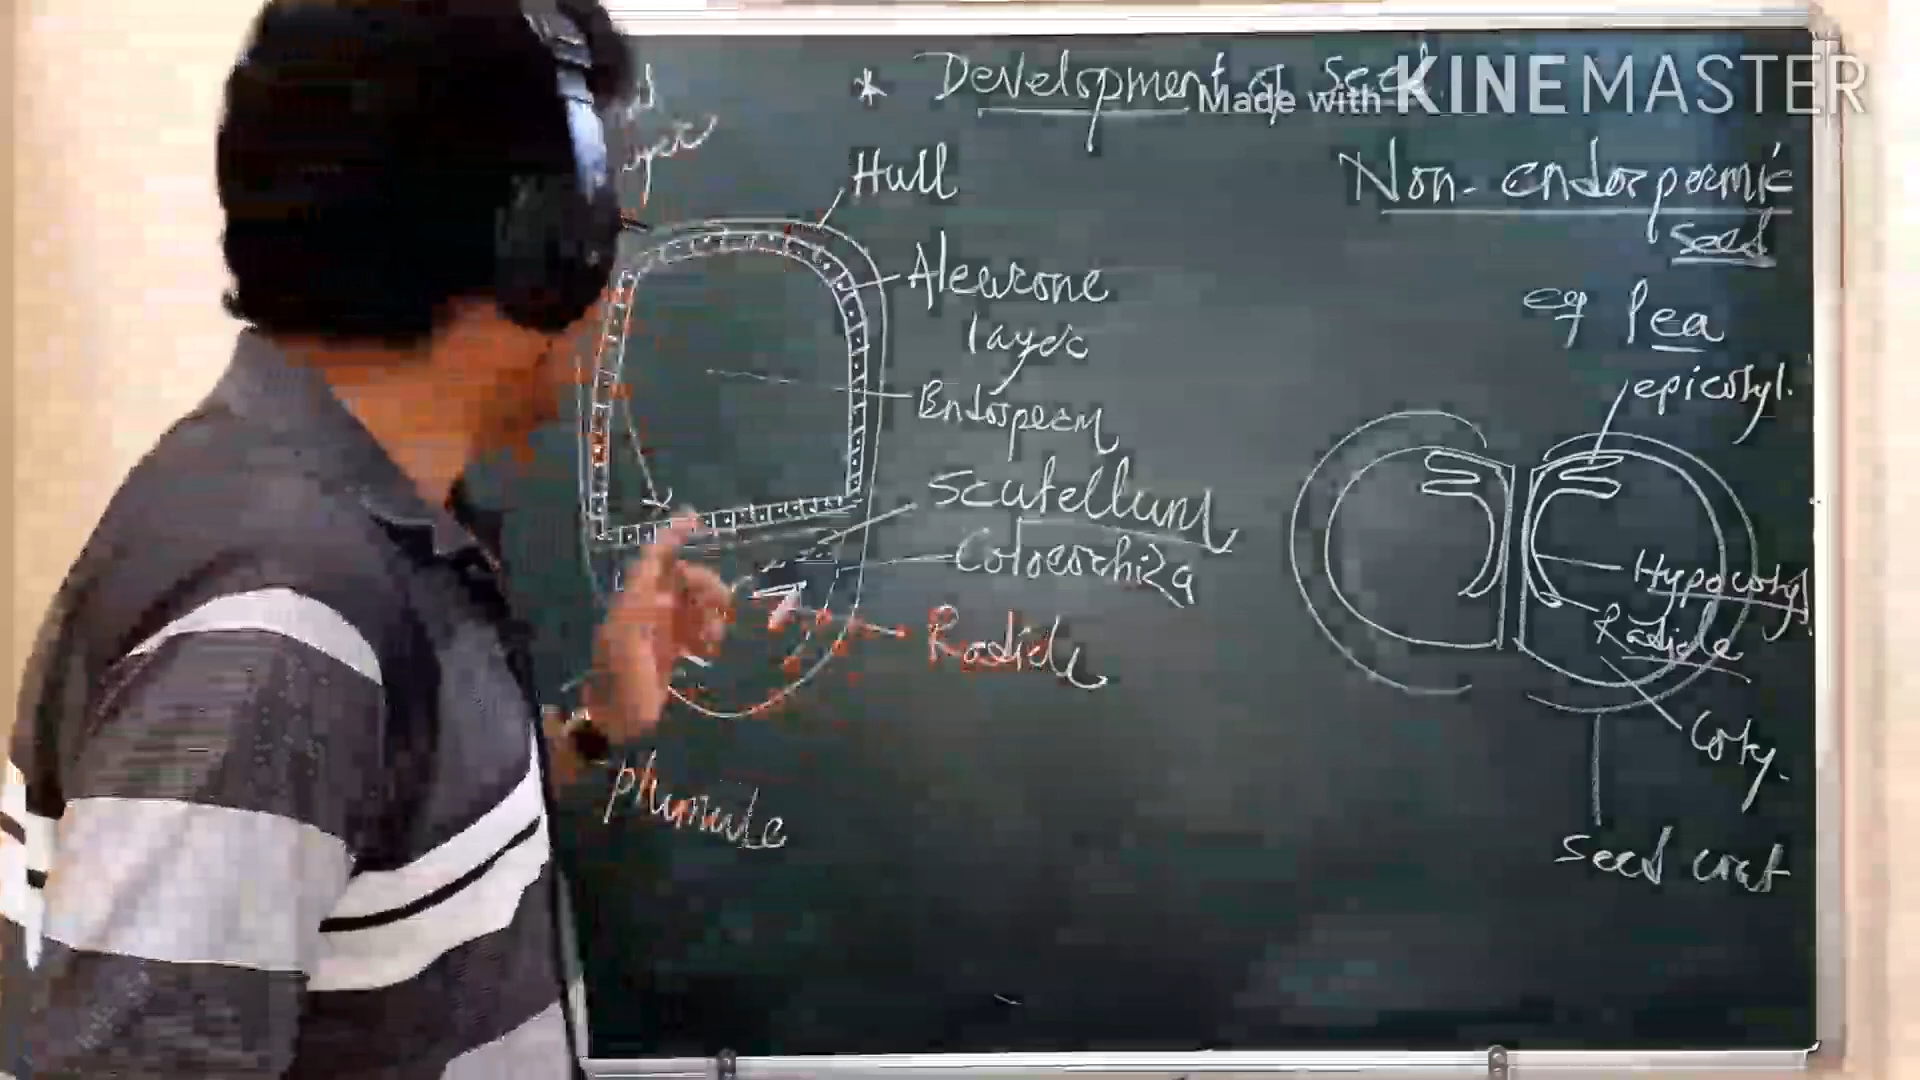 * Development of Seed
Made with KINEMASTER
Hull
Non-endospermic
seed
Aleurone
layer
eg Pea
epicotyl.
Endosperm
Scutellum
Coloeorhiza
Hypocotyl
Radicle
Radicle
Coty.
plumule
Seed coat